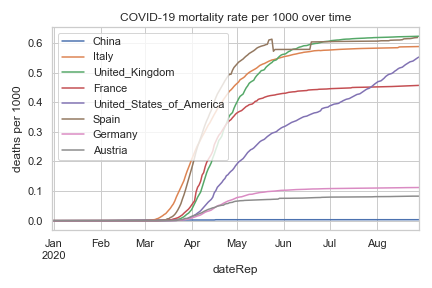 COVID-19 mortality rate per 1000 over time
deaths per 1000
0.6
0.5
0.4
0.3
0.2
0.1
0.0
China
Italy
United_Kingdom
France
United_States_of_America
Spain
Germany
Austria
Jan
2020
Feb
Mar
Apr
May
Jun
Jul
Aug
dateRep